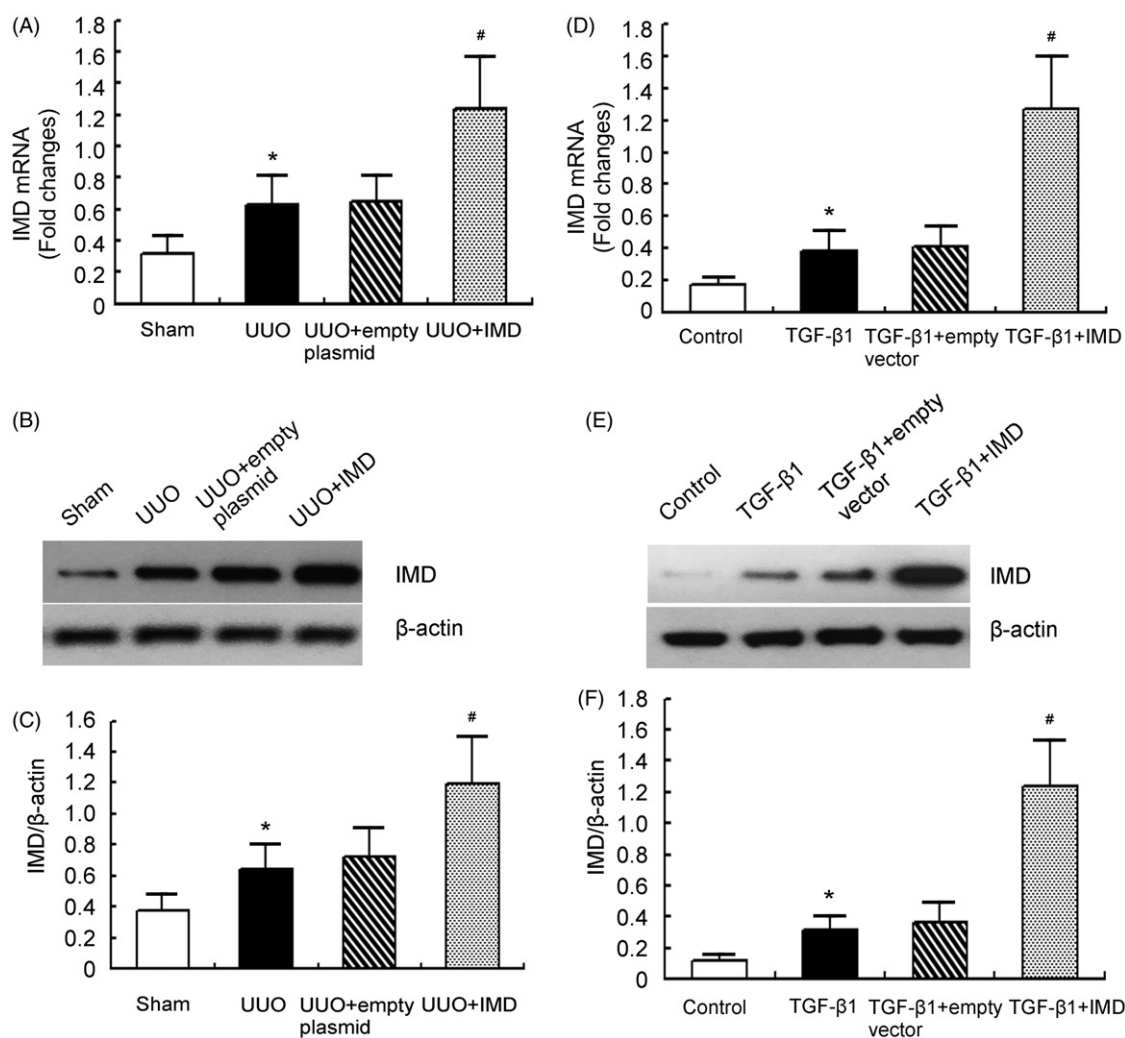 (A)
IMD mRNA
(Fold changes)
1.8
1.6
1.4
1.2
1.0
0.8
0.6
0.4
0.2
0
*
#
Sham
UUO
UUO+empty
plasmid
UUO+IMD
(D)
IMD mRNA
(Fold changes)
1.8
1.6
1.4
1.2
1.0
0.8
0.6
0.4
0.2
0
*
#
Control
TGF-β1
TGF-β1+empty
vector
TGF-β1+IMD
(B)
Sham
UUO
UUO+empty
plasmid
UUO+IMD
IMD
β-actin
(E)
Control
TGF-β1
TGF-β1+empty
vector
TGF-β1+IMD
IMD
β-actin
(C)
IMD/β-actin
1.6
1.4
1.2
1.0
0.8
0.6
0.4
0.2
0
*
#
Sham
UUO
UUO+empty
plasmid
UUO+IMD
(F)
IMD/β-actin
1.8
1.6
1.4
1.2
1.0
0.8
0.6
0.4
0.2
0
*
#
Control
TGF-β1
TGF-β1+empty
vector
TGF-β1+IMD